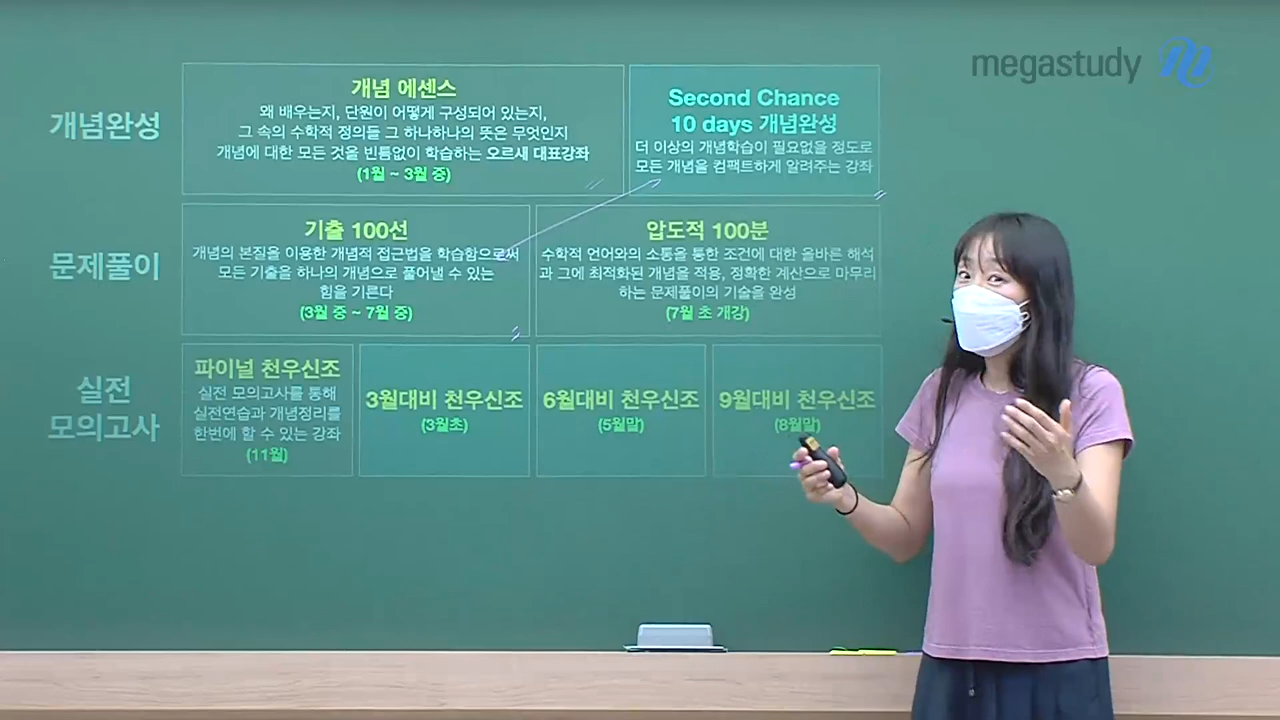 megastudy
개념완성
개념 에센스
왜 배우는지, 단원이 어떻게 구성되어 있는지,
그 속의 수학적 정의들 그 하나하나의 뜻은 무엇인지
개념에 대한 모든 것을 빈틈없이 학습하는 오르새 대표강좌
(1월 ~ 3월 중)
Second Chance
10 days 개념완성
더 이상의 개념학습이 필요없을 정도로
모든 개념을 컴팩트하게 알려주는 강좌
문제풀이
기출 100선
개념의 본질을 이용한 개념적 접근법을 학습함으로써
모든 기출을 하나의 개념으로 풀어낼 수 있는
힘을 기른다
(3월 중 ~ 7월 중)
압도적 100분
수학적 언어와의 소통을 통한 조건에 대한 올바른 해석
과 그에 최적화된 개념을 적용, 정확한 계산으로 마무리
하는 문제풀이의 기술을 완성
(7월 초 개강)
실전
모의고사
파이널 천우신조
실전 모의고사를 통해
실전연습과 개념정리를
한번에 할 수 있는 강좌
(11월)
3월대비 천우신조
(3월초)
6월대비 천우신조
(5월말)
9월대비 천우신조
(8월말)